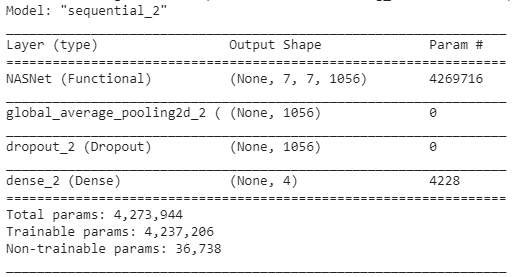 Model: "sequential_2"
Layer (type) Output Shape Param #
NASNet (Functional) (None, 7, 7, 1056) 4269716
global_average_pooling2d_2 ( (None, 1056) 0
dropout_2 (Dropout) (None, 1056) 0
dense_2 (Dense) (None, 4) 4228
Total params: 4,273,944
Trainable params: 4,237,206
Non-trainable params: 36,738